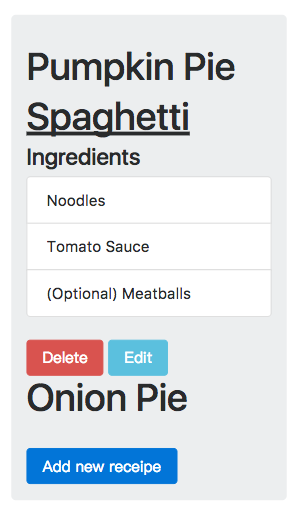 Pumpkin Pie
Spaghetti
Ingredients
Noodles
Tomato Sauce
(Optional) Meatballs
Delete Edit
Onion Pie
Add new receipe